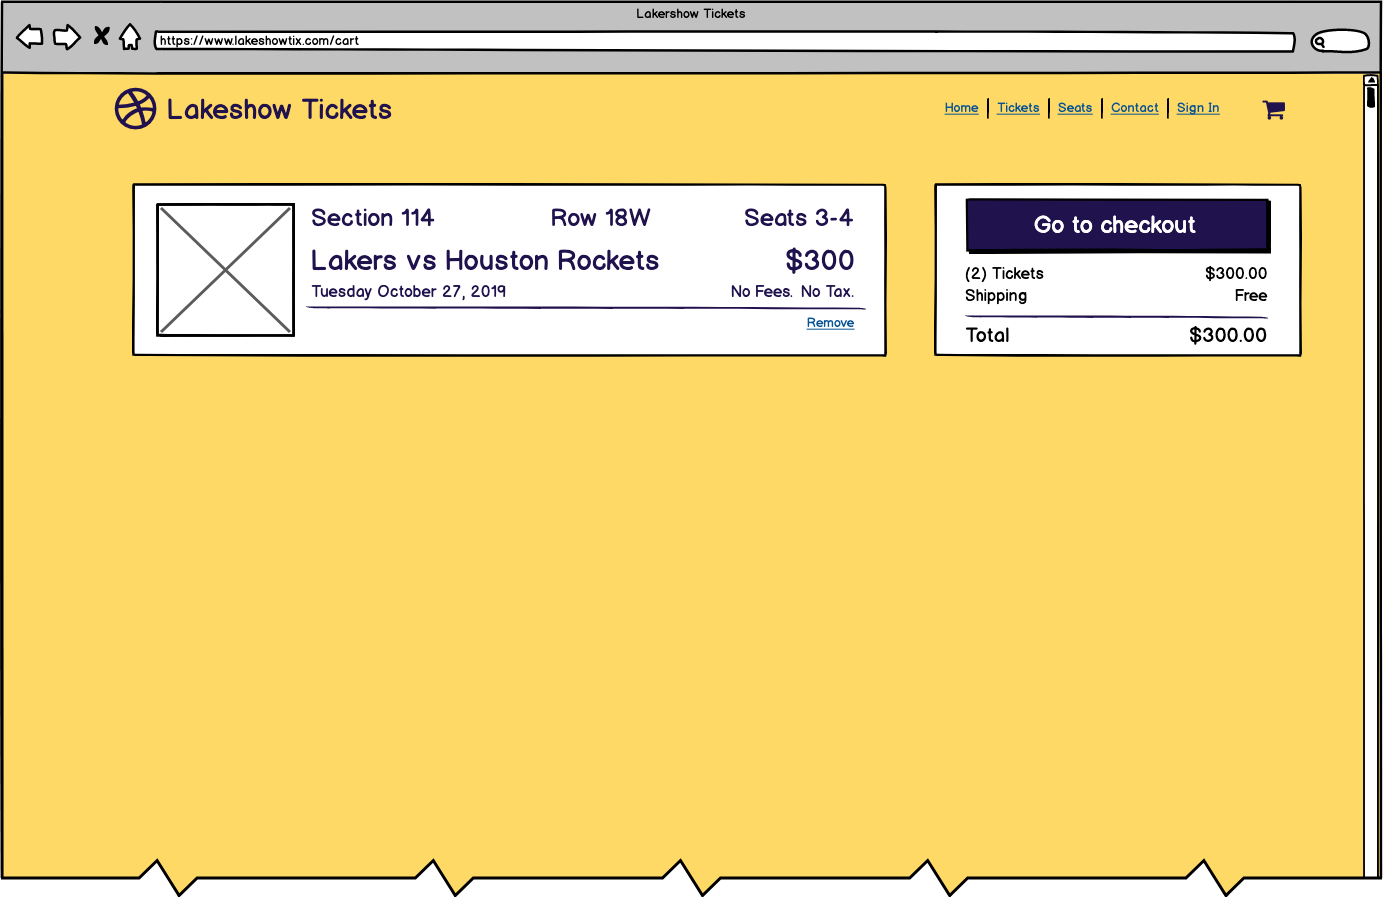 Lakershow Tickets
https://www.lakeshowtix.com/cart
Lakeshow Tickets
Home Tickets Seats Contact Sign In
Section 114 Row 18W Seats 3-4
Lakers vs Houston Rockets $300
Tuesday October 27, 2019 No Fees. No Tax.
Remove
Go to checkout
(2) Tickets $300.00
Shipping Free
Total $300.00